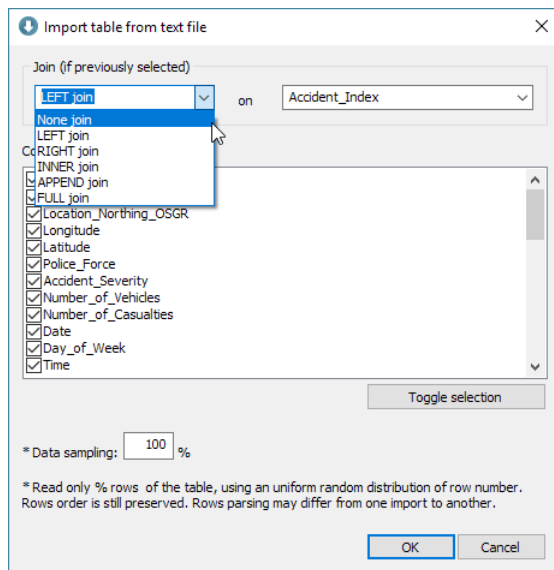 Import table from text file
Join (if previously selected)
LEFT join
on
Accident_Index
None join
LEFT join
RIGHT join
INNER join
APPEND join
FULL join
Location_Northing_OSGR
Longitude
Latitude
Police_Force
Accident_Severity
Number_of_Vehicles
Number_of_Casualties
Date
Day_of_Week
Time
Toggle selection
* Data sampling: 100 %
* Read only % rows of the table, using an uniform random distribution of row number.
Rows order is still preserved. Rows parsing may differ from one import to another.
OK
Cancel